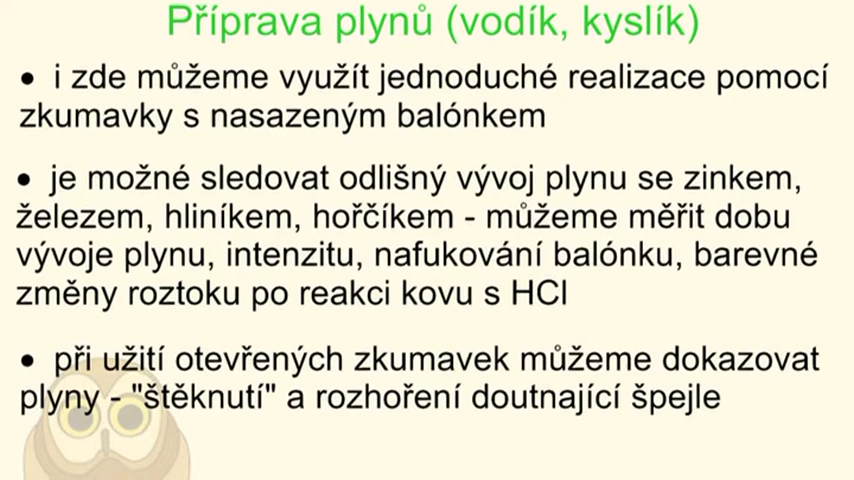 Příprava plynů (vodík, kyslík)
• i zde můžeme využít jednoduché realizace pomocí
zkumavky s nasazeným balónkem
• je možné sledovat odlišný vývoj plynu se zinkem,
železem, hliníkem, hořčíkem - můžeme měřit dobu
vývoje plynu, intenzitu, nafukování balónku, barevné
změny roztoku po reakci kovu s HCl
• při užití otevřených zkumavek můžeme dokazovat
plyny - "štěknutí" a rozhoření doutnající špejle